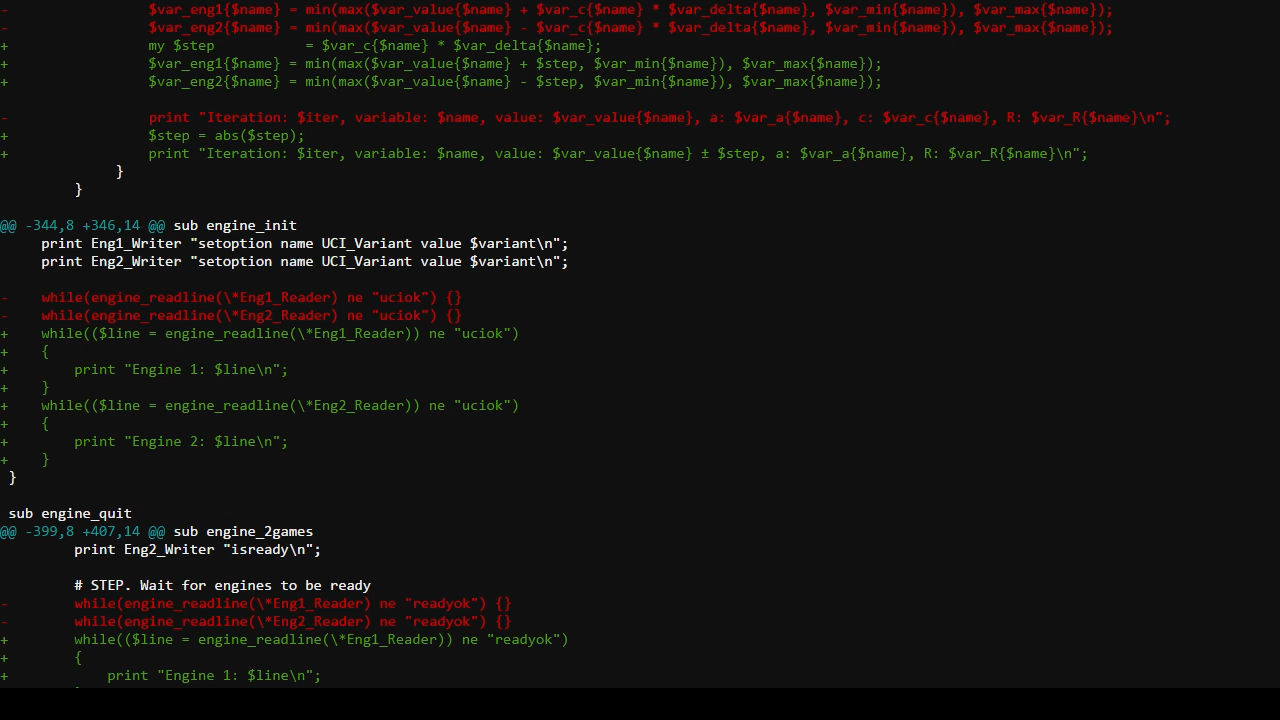 -                 $var_eng1{$name} = min(max($var_value{$name} + $var_c{$name} * $var_delta{$name}, $var_min{$name}), $var_max{$name});
-                 $var_eng2{$name} = min(max($var_value{$name} - $var_c{$name} * $var_delta{$name}, $var_min{$name}), $var_max{$name});
+                 my $step           = $var_c{$name} * $var_delta{$name};
+                 $var_eng1{$name} = min(max($var_value{$name} + $step, $var_min{$name}), $var_max{$name});
+                 $var_eng2{$name} = min(max($var_value{$name} - $step, $var_min{$name}), $var_max{$name});
-                 print "Iteration: $iter, variable: $name, value: $var_value{$name}, a: $var_a{$name}, c: $var_c{$name}, R: $var_R{$name}\n";
+                 $step = abs($step);
+                 print "Iteration: $iter, variable: $name, value: $var_value{$name} ± $step, a: $var_a{$name}, R: $var_R{$name}\n";
              }
         }
@@ -344,8 +346,14 @@ sub engine_init
     print Eng1_Writer "setoption name UCI_Variant value $variant\n";
     print Eng2_Writer "setoption name UCI_Variant value $variant\n";
-    while(engine_readline(\*Eng1_Reader) ne "uciok") {}
-    while(engine_readline(\*Eng2_Reader) ne "uciok") {}
+    while(($line = engine_readline(\*Eng1_Reader)) ne "uciok")
+    {
+        print "Engine 1: $line\n";
+    }
+    while(($line = engine_readline(\*Eng2_Reader)) ne "uciok")
+    {
+        print "Engine 2: $line\n";
+    }
 }
 sub engine_quit
@@ -399,8 +407,14 @@ sub engine_2games
         print Eng2_Writer "isready\n";
         # STEP. Wait for engines to be ready
-        while(engine_readline(\*Eng1_Reader) ne "readyok") {}
-        while(engine_readline(\*Eng2_Reader) ne "readyok") {}
+        while(($line = engine_readline(\*Eng1_Reader)) ne "readyok")
+        {
+            print "Engine 1: $line\n";